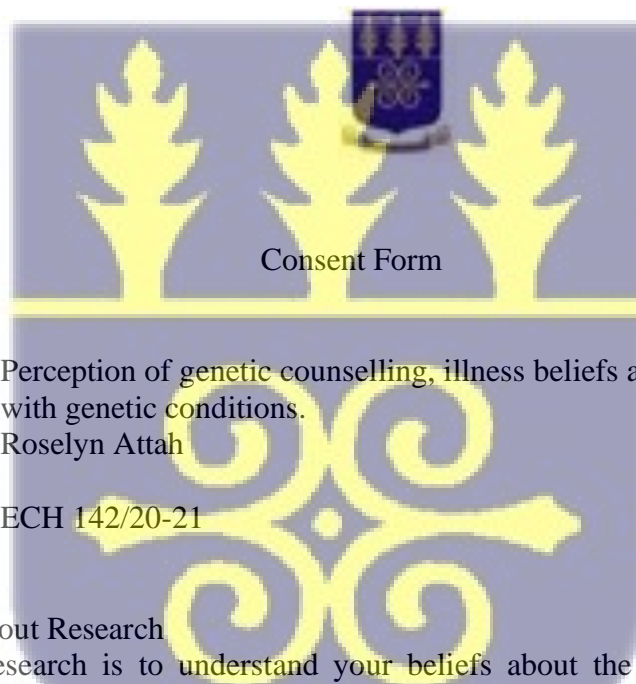 Consent Form
Perception of genetic counselling, illness beliefs a
with genetic conditions.
Roselyn Attah
ECH 142/20-21
out Research
esearch is to understand your beliefs about the